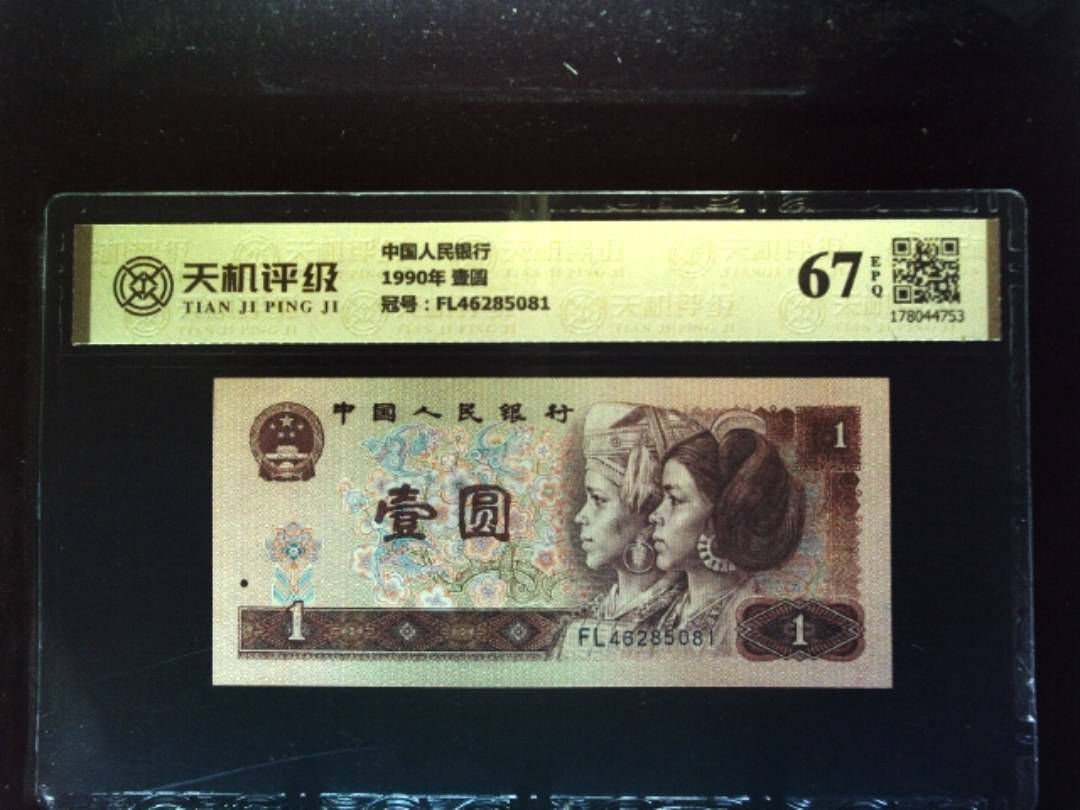 天机评级
TIAN JI PING JI
中国人民银行
1990年 壹圆
冠号：FL46285081
67
EPQ
178044753
中国人民银行
1
壹圆
1
FL46285081
1